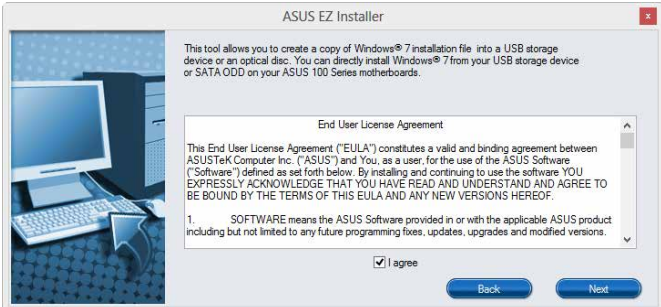 ASUS EZ Installer
x
This tool allows you to create a copy of Windows® 7 installation file into a USB storage
device or an optical disc. You can directly install Windows® 7 from your USB storage device
or SATA ODD on your ASUS 100 Series motherboards.
End User License Agreement
This End User License Agreement ("EULA") constitutes a valid and binding agreement between
ASUSTeK Computer Inc. ("ASUS") and You, as a user, for the use of the ASUS Software
("Software") defined as set forth below. By installing and continuing to use the software YOU
EXPRESSLY ACKNOWLEDGE THAT YOU HAVE READ AND UNDERSTAND AND AGREE TO
BE BOUND BY THE TERMS OF THIS EULA AND ANY NEW VERSIONS HEREOF.
1. SOFTWARE means the ASUS Software provided in or with the applicable ASUS product
including but not limited to any future programming fixes, updates, upgrades and modified versions.
I agree
Back Next